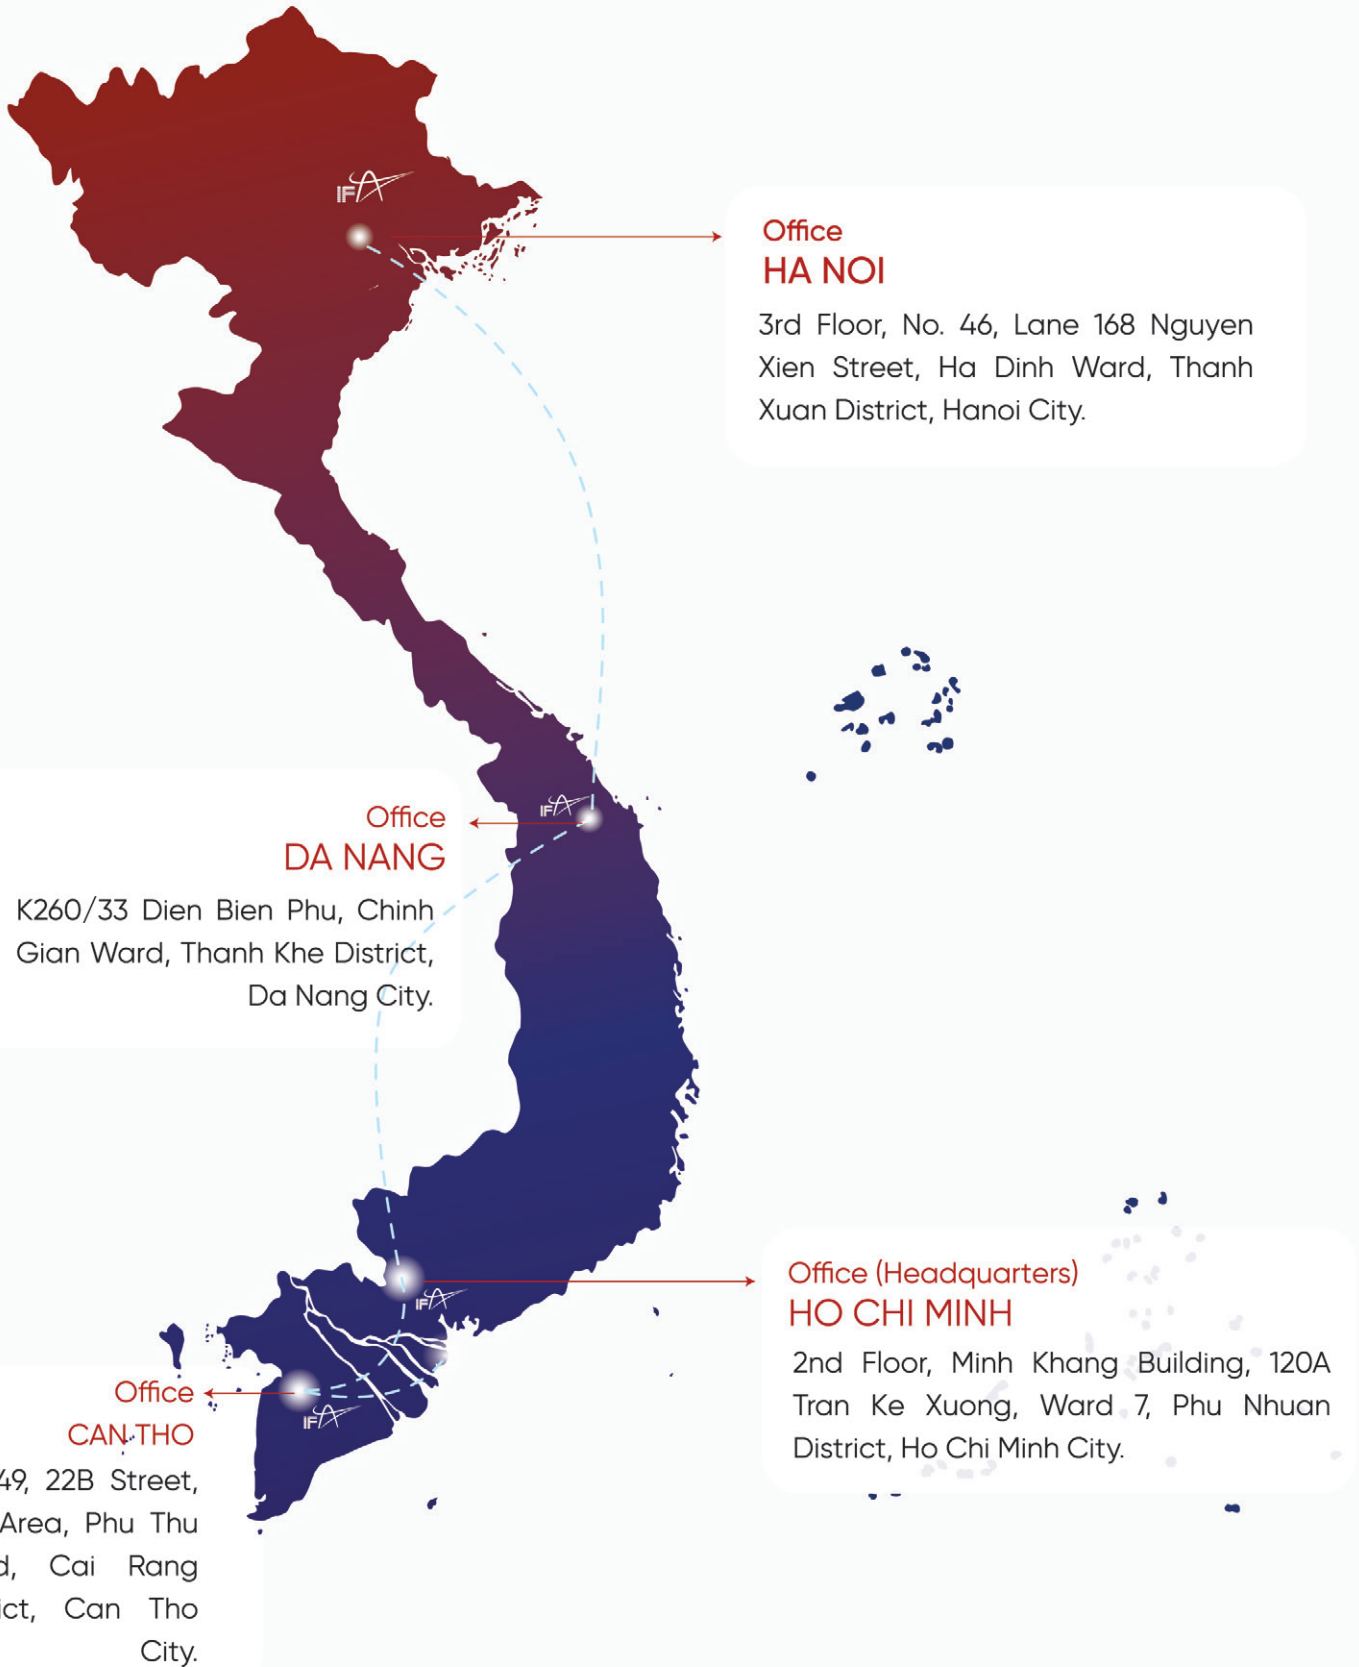 IFA
Office
HA NOI
3rd Floor, No. 46, Lane 168 Nguyen
Xien Street, Ha Dinh Ward, Thanh
Xuan District, Hanoi City.
IFA
Office
DA NANG
K260/33 Dien Bien Phu, Chinh
Gian Ward, Thanh Khe District,
Da Nang City.
IFA
Office (Headquarters)
HO CHI MINH
2nd Floor, Minh Khang Building, 120A
Tran Ke Xuong, Ward 7, Phu Nhuan
District, Ho Chi Minh City.
IFA
Office
CAN THO
49, 22B Street,
Area, Phu Thu
Cai Rang
Can Tho
City.